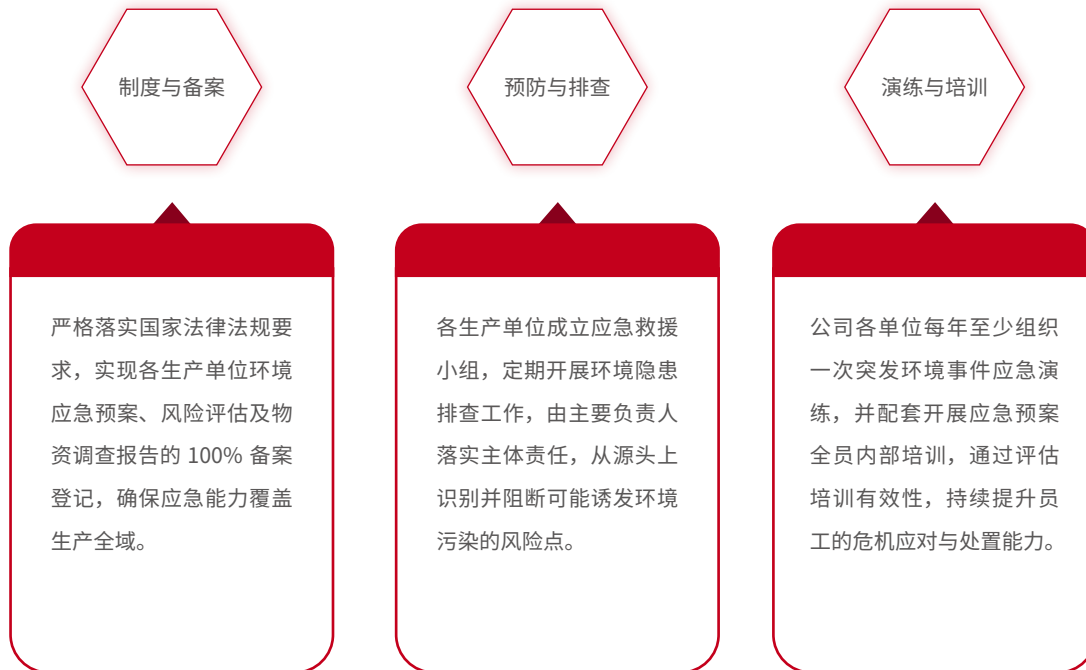 制度与备案
严格落实国家法律法规要
求，实现各生产单位环境
应急预案、风险评估及物
资调查报告的 100% 备案
登记，确保应急能力覆盖
生产全域。
预防与排查
各生产单位成立应急救援
小组，定期开展环境隐患
排查工作，由主要负责人
落实主体责任，从源头上
识别并阻断可能诱发环境
污染的风险点。
演练与培训
公司各单位每年至少组织
一次突发环境事件应急演
练，并配套开展应急预案
全员内部培训，通过评估
培训有效性，持续提升员
工的危机应对与处置能力。